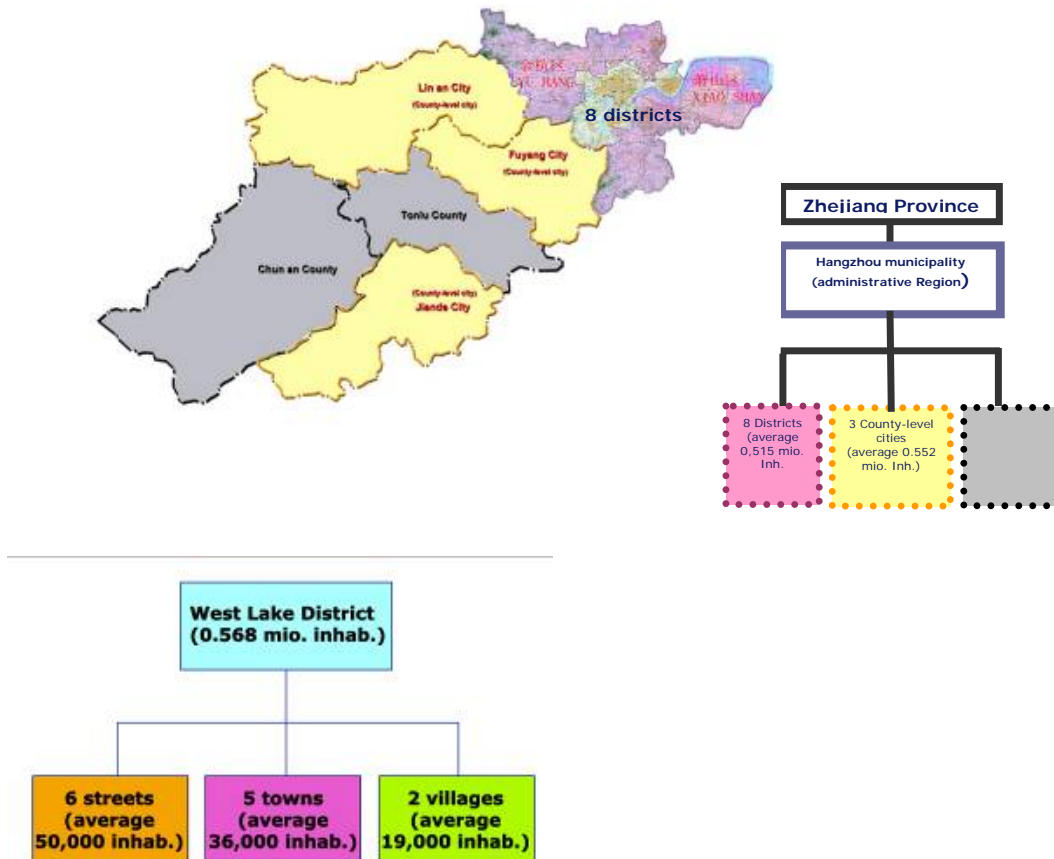 余杭区
YU HANG
萧山区
XIAO SHAN
8 districts
Lin an City
(County-level city)
Fuyang City
(County-level city)
Tonlu County
Chun an County
(County-level city)
Jiande City
Zhejiang Province
Hangzhou municipality
(administrative Region)
8 Districts
(average
0,515 mio.
Inh.
3 County-level
cities
(average 0.552
mio. Inh.)
West Lake District
(0.568 mio. inhab.)
6 streets
(average
50,000 inhab.)
5 towns
(average
36,000 inhab.)
2 villages
(average
19,000 inhab.)